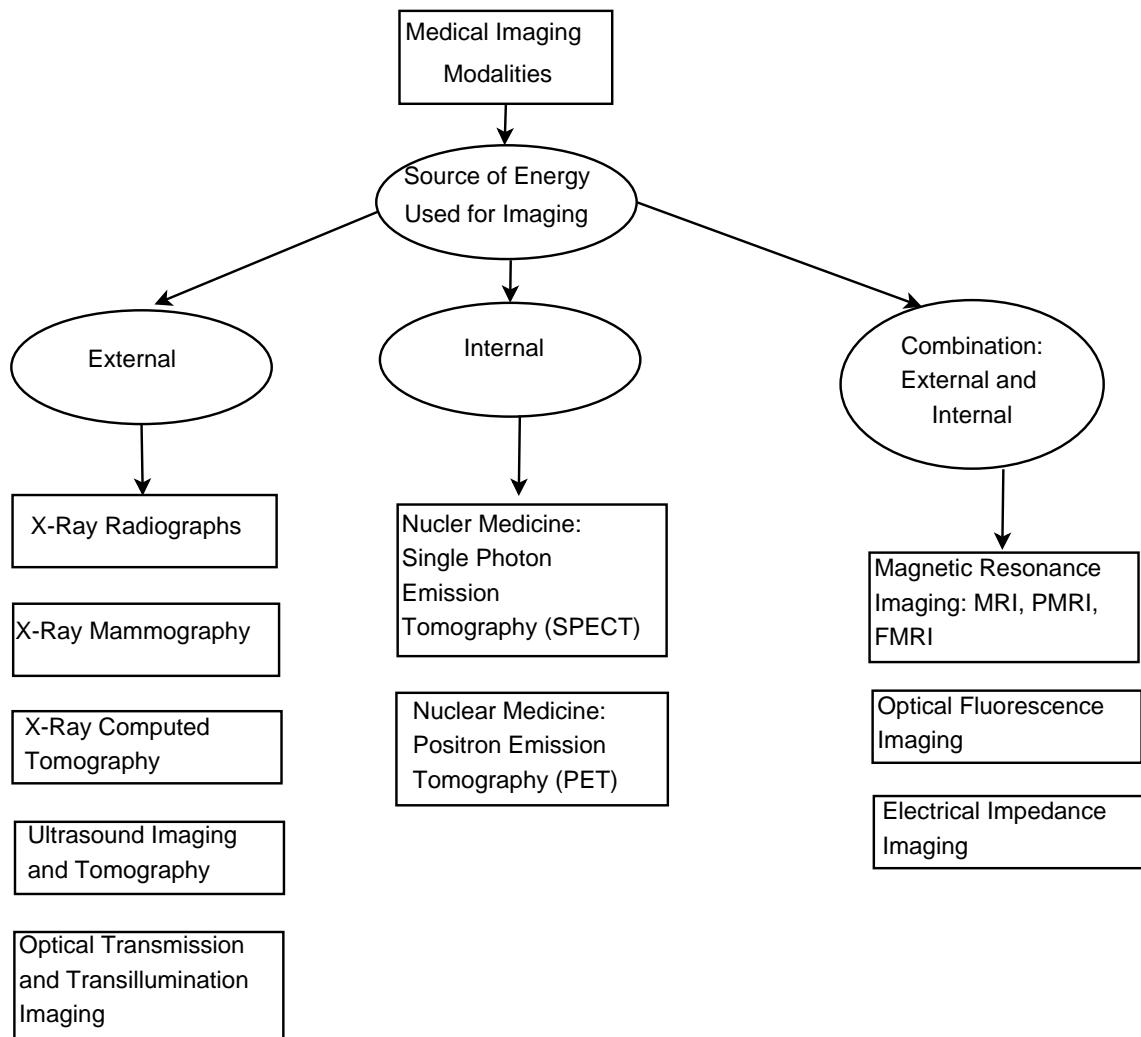 Medical Imaging
Modalities
Source of Energy
Used for Imaging
External
Internal
Combination:
External and
Internal
X-Ray Radiographs
X-Ray Mammography
X-Ray Computed
Tomography
Ultrasound Imaging
and Tomography
Optical Transmission
and Transillumination
Imaging
Nucler Medicine:
Single Photon
Emission
Tomography (SPECT)
Nuclear Medicine:
Positron Emission
Tomography (PET)
Magnetic Resonance
Imaging: MRI, PMRI,
FMRI
Optical Fluorescence
Imaging
Electrical Impedance
Imaging